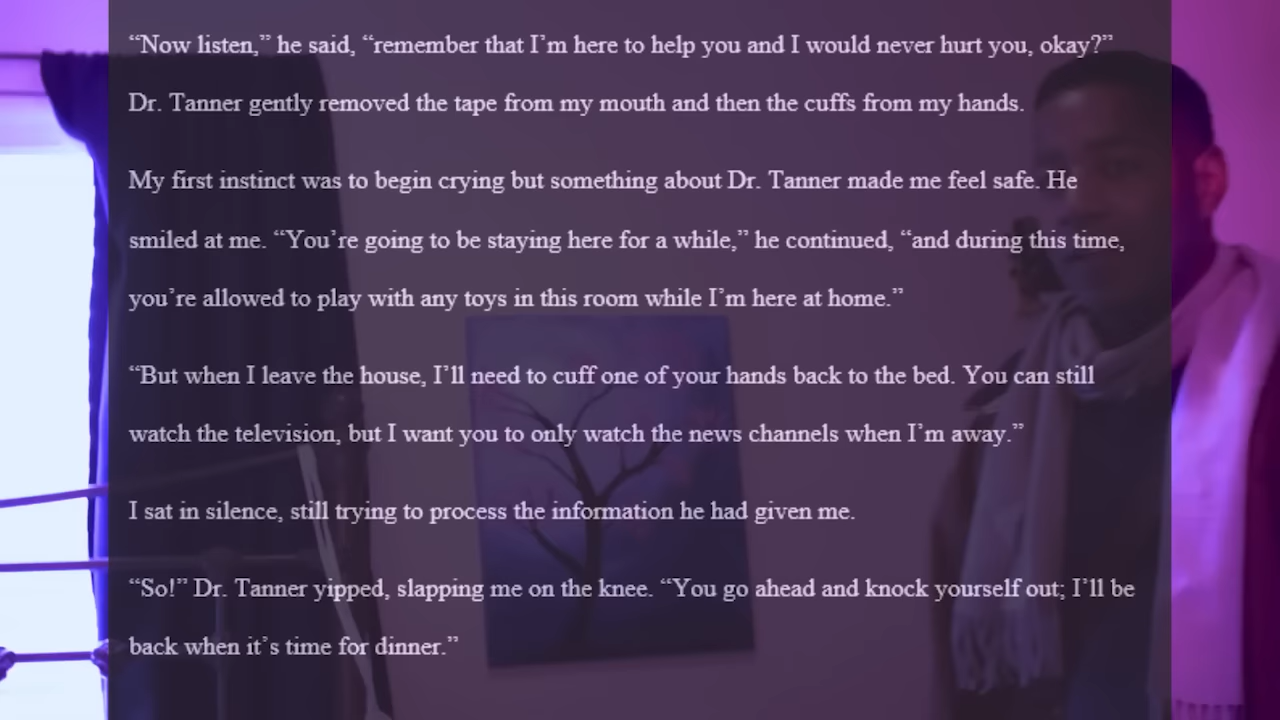 “Now listen,” he said, “remember that I’m here to help you and I would never hurt you, okay?”
Dr. Tanner gently removed the tape from my mouth and then the cuffs from my hands.
My first instinct was to begin crying but something about Dr. Tanner made me feel safe. He
smiled at me. “You’re going to be staying here for a while,” he continued, “and during this time,
you’re allowed to play with any toys in this room while I’m here at home.”
“But when I leave the house, I’ll need to cuff one of your hands back to the bed. You can still
watch the television, but I want you to only watch the news channels when I’m away.”
I sat in silence, still trying to process the information he had given me.
“So!” Dr. Tanner yipped, slapping me on the knee. “You go ahead and knock yourself out; I’ll be
back when it’s time for dinner.”